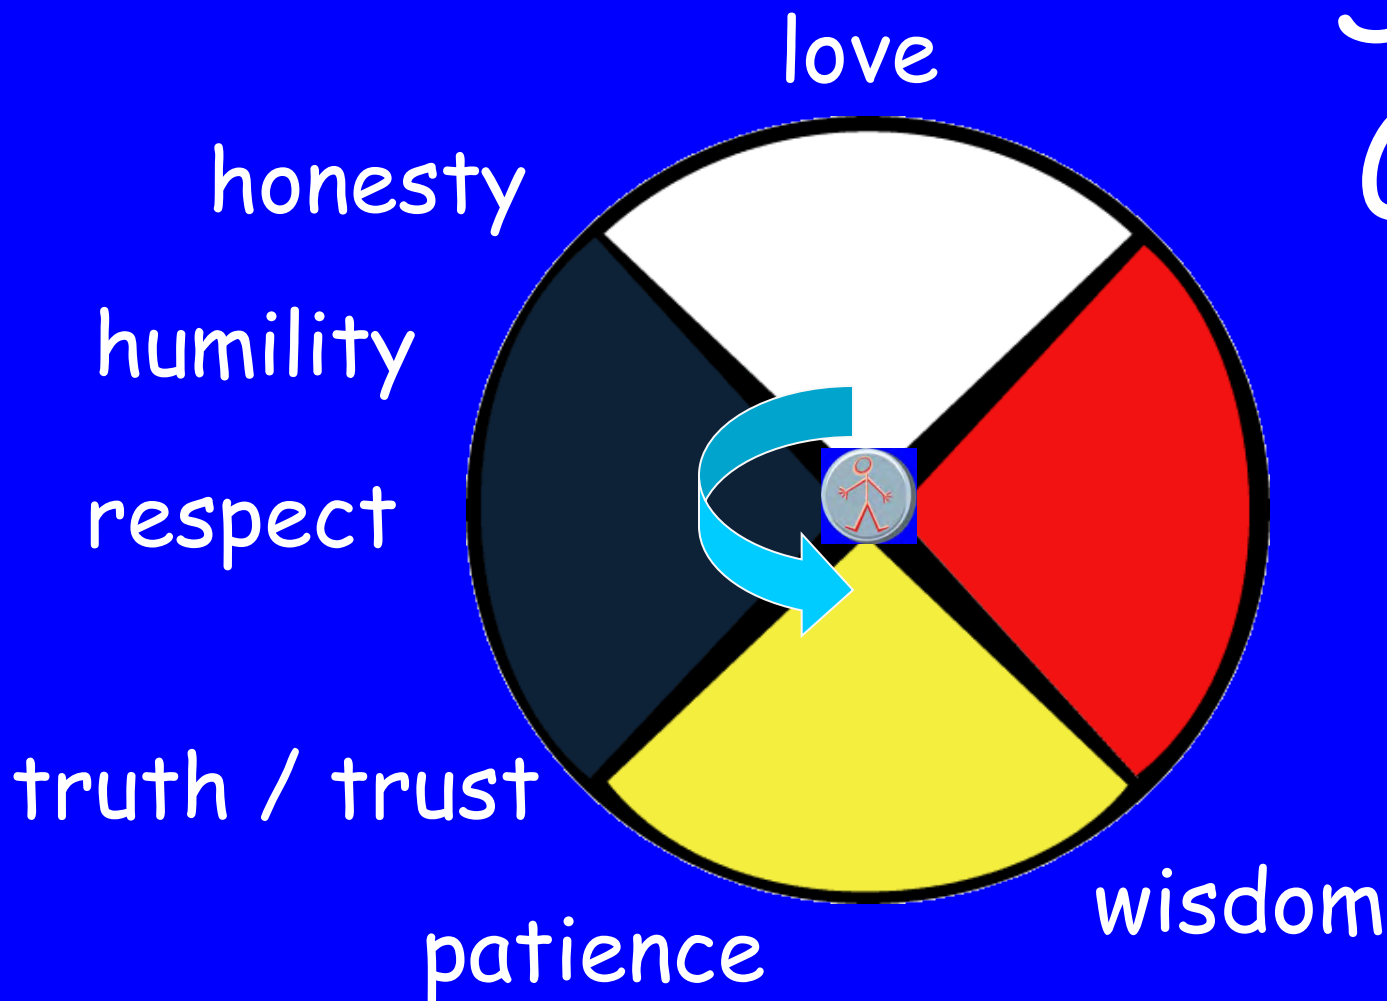 love
honesty
humility
respect
truth / trust
wisdom
patience